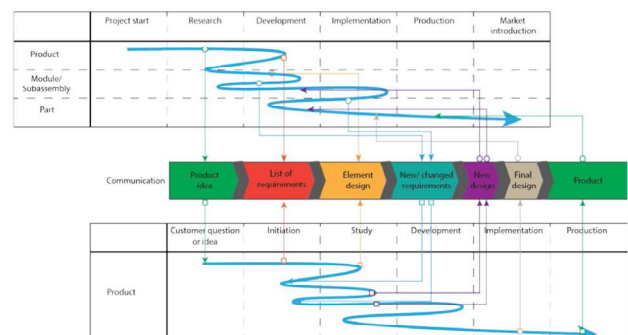 Project start
Research
Development
Implementation
Production
Market
introduction
Product
Module/
Subassembly
Part
Communication
Product
idea
List of
requirements
Element
design
New/ changed
requirements
New
design
Final
design
Product
Customer question
or idea
Initiation
Study
Development
Implementation
Production
Product